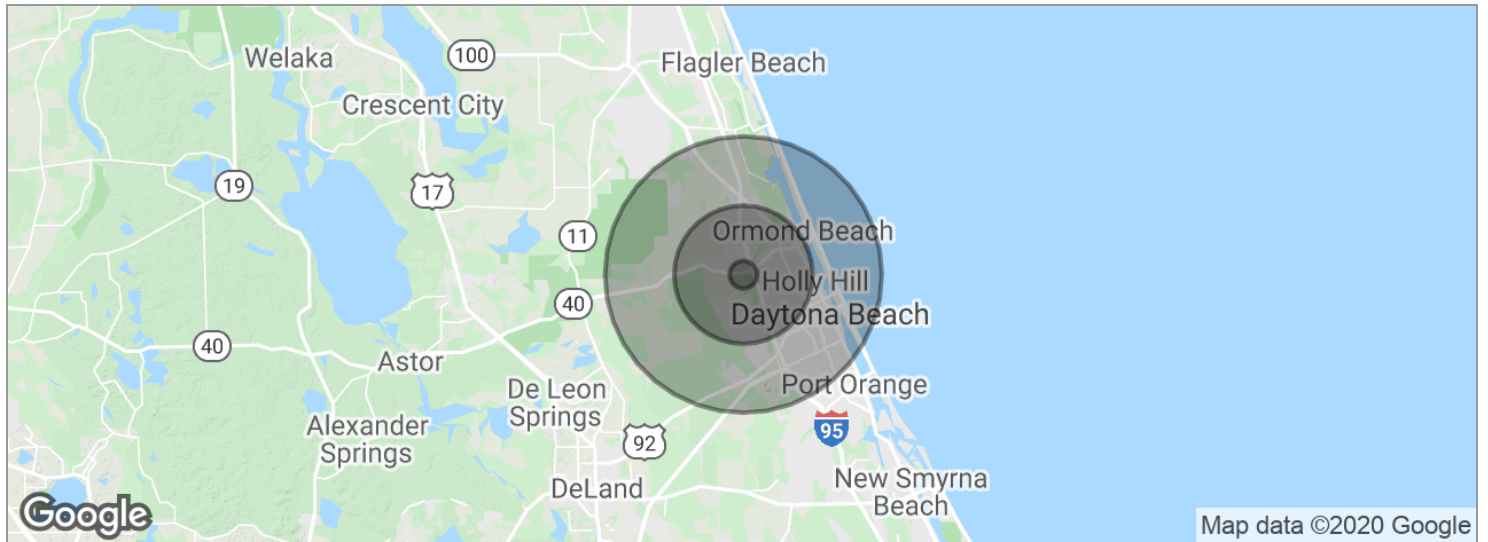 Welaka
100
Flagler Beach
Crescent City
19
17
11
Ormond Beach
Holly Hill
40
Daytona Beach
40
Astor
De Leon
Springs
Port Orange
Alexander
Springs
92
95
DeLand
New Smyrna
Beach
Google
Map data ©2020 Google